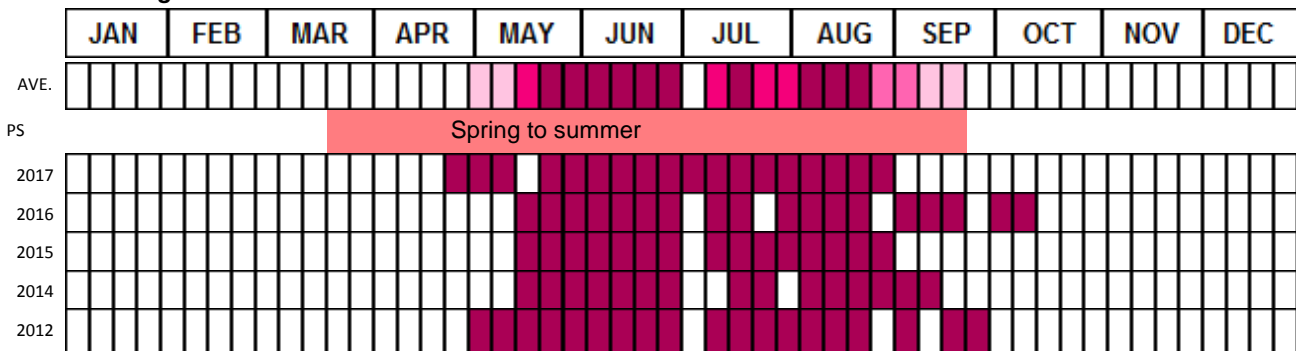 JAN FEB MAR APR MAY JUN JUL AUG SEP OCT NOV DEC
AVE.
PS Spring to summer
2017
2016
2015
2014
2012